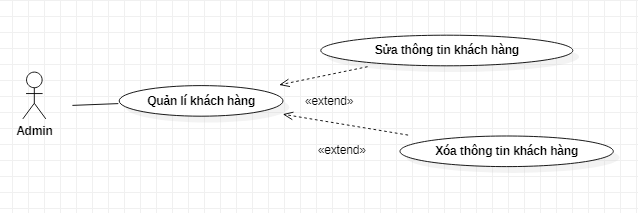 Sửa thông tin khách hàng
Quản lí khách hàng
«extend»
Admin
«extend»
Xóa thông tin khách hàng